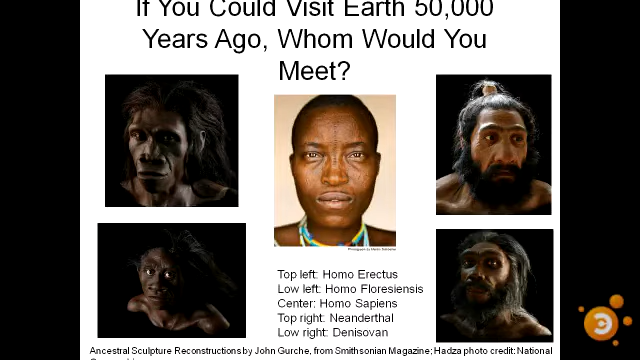 If You Could Visit Earth 50,000
Years Ago, Whom Would You
Meet?
Top left: Homo Erectus
Low left: Homo Floresiensis
Center: Homo Sapiens
Top right: Neanderthal
Low right: Denisovan
Ancestral Sculpture Reconstructions by John Gurche, from Smithsonian Magazine; Hadza photo credit: National